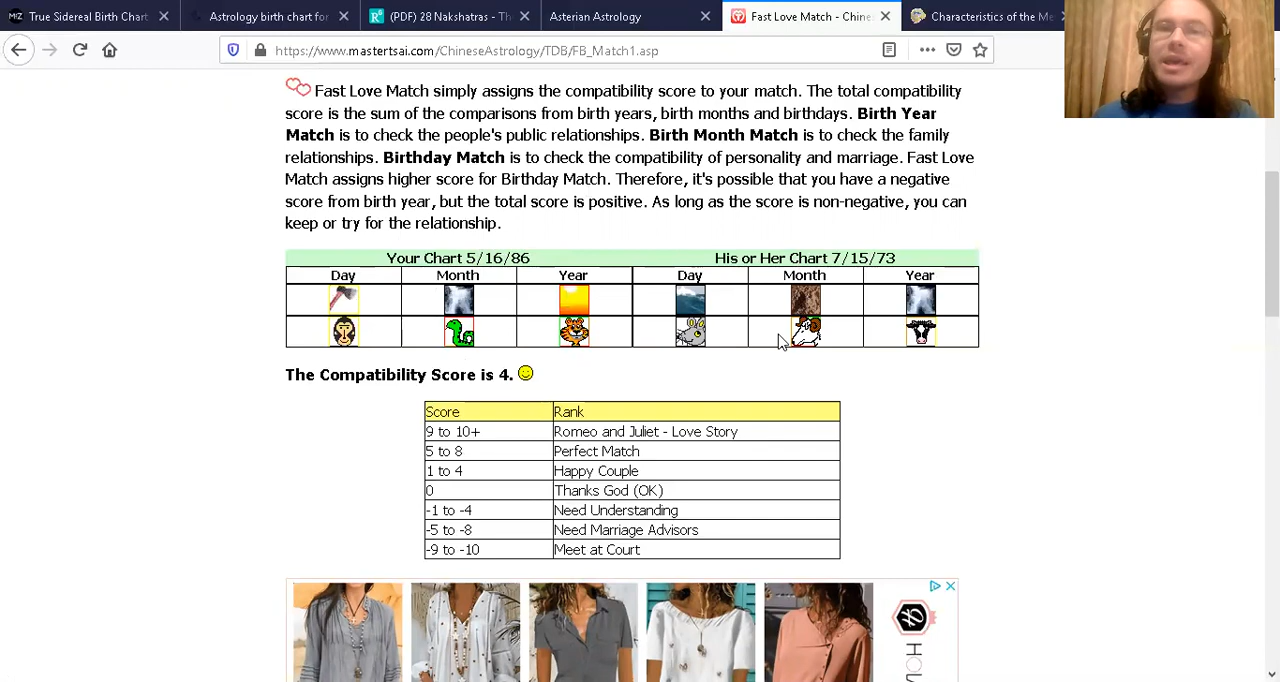 True Sidereal Birth Chart
Astrology birth chart for
(PDF) 28 Nakshatras - Th
Asterian Astrology
Fast Love Match - Chine
Characteristics of the Me
https://www.mastertsai.com/ChineseAstrology/TDB/FB_Match1.asp
Fast Love Match simply assigns the compatibility score to your match. The total compatibility
score is the sum of the comparisons from birth years, birth months and birthdays. Birth Year
Match is to check the people's public relationships. Birth Month Match is to check the family
relationships. Birthday Match is to check the compatibility of personality and marriage. Fast Love
Match assigns higher score for Birthday Match. Therefore, it's possible that you have a negative
score from birth year, but the total score is positive. As long as the score is non-negative, you can
keep or try for the relationship.
Your Chart 5/16/86 His or Her Chart 7/15/73
Day Month Year Day Month Year
The Compatibility Score is 4.
Score Rank
9 to 10+ Romeo and Juliet - Love Story
5 to 8 Perfect Match
1 to 4 Happy Couple
0 Thanks God (OK)
-1 to -4 Need Understanding
-5 to -8 Need Marriage Advisors
-9 to -10 Meet at Court